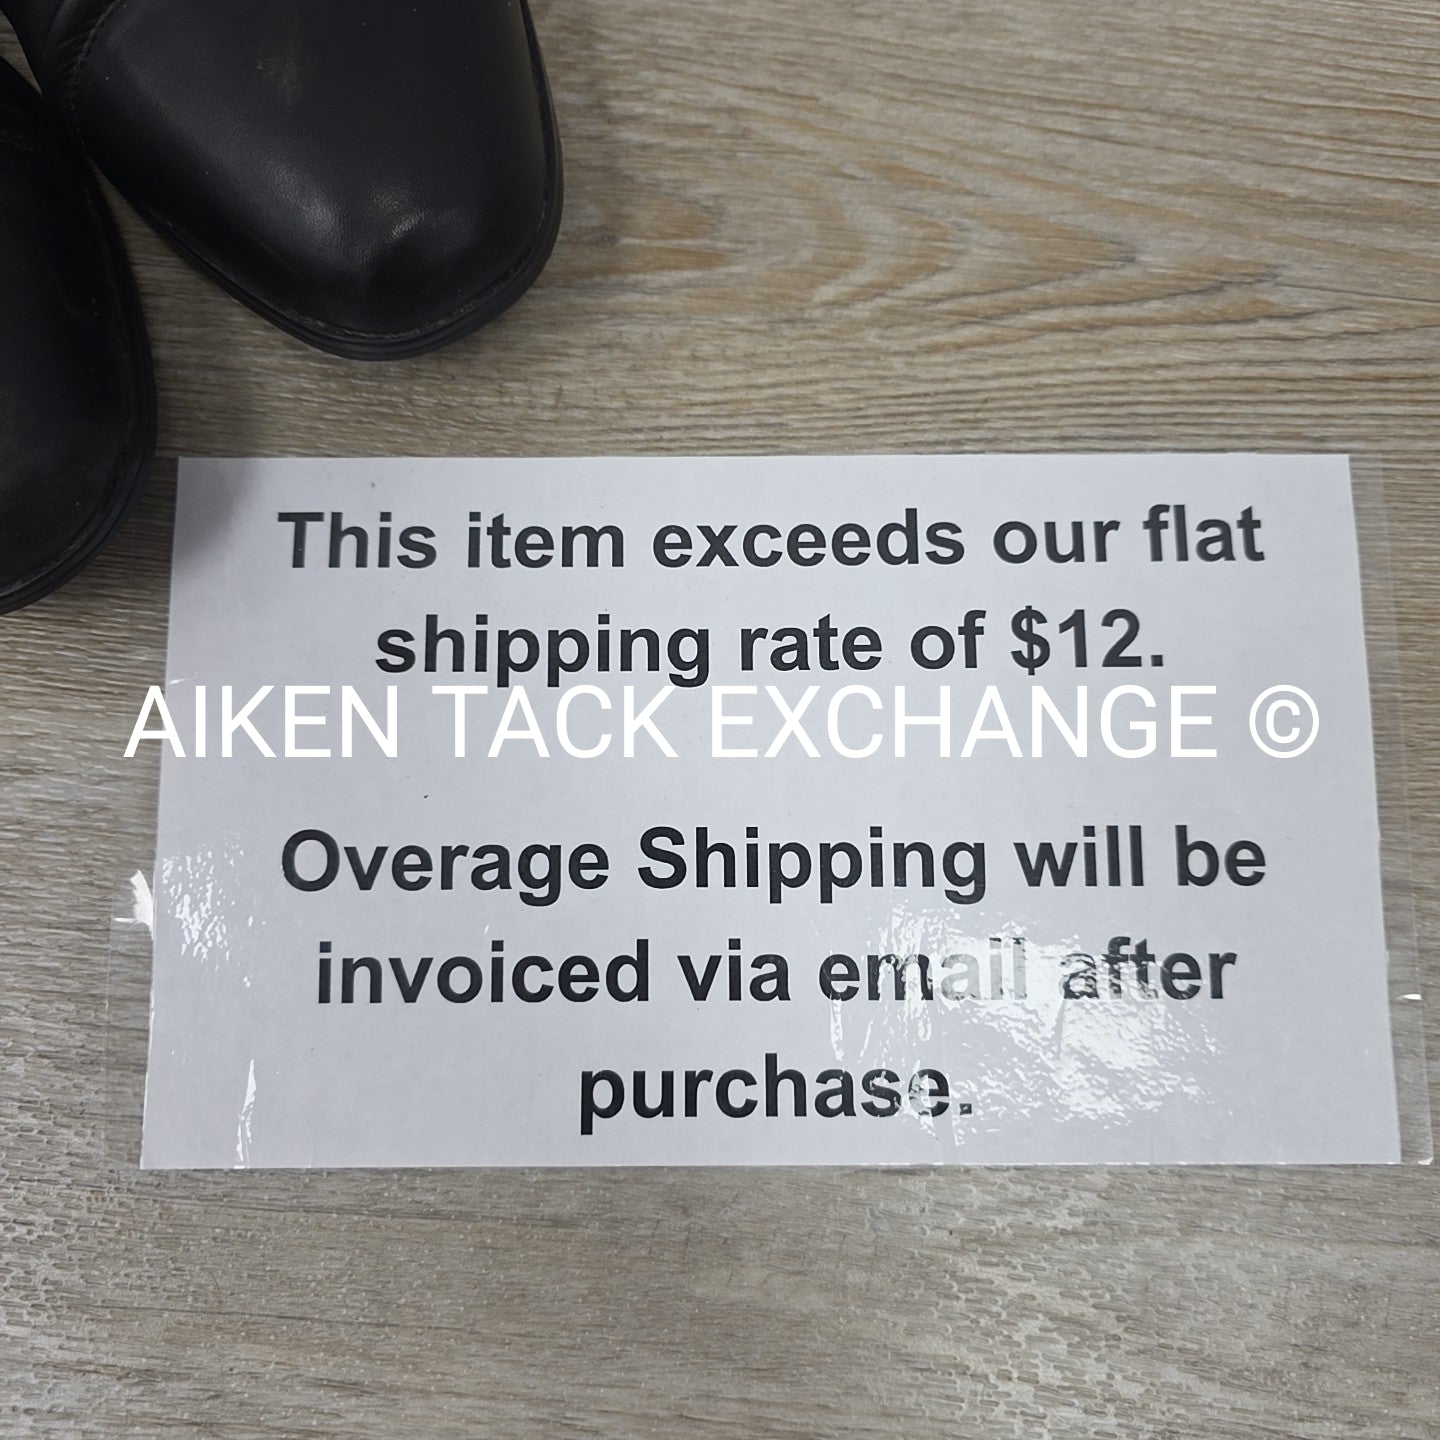 This item exceeds our flat
shipping rate of $12.
AIKEN TACK EXCHANGE ©
Overage Shipping will be
invoiced via email after
purchase.